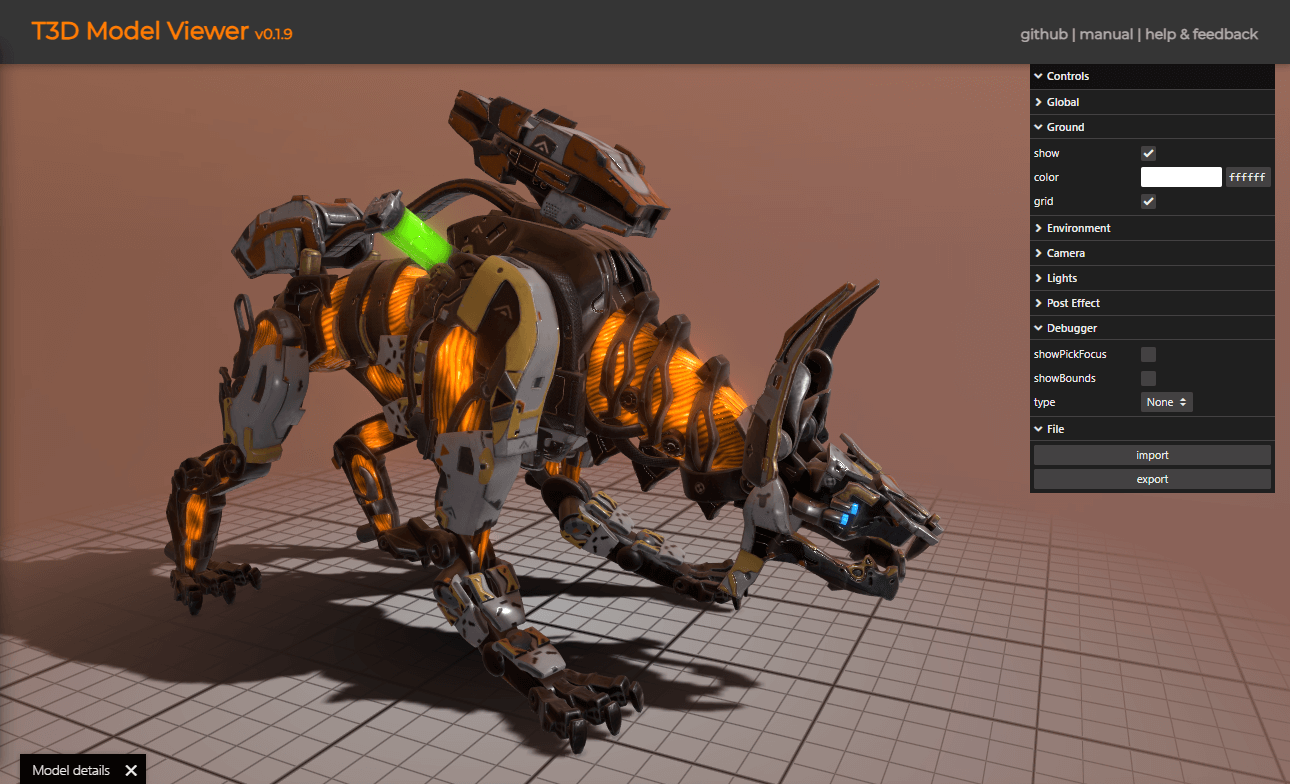 T3D Model Viewer v0.1.9
github | manual | help & feedback
Controls
Global
Ground
show
color ffffff
grid
Environment
Camera
Lights
Post Effect
Debugger
showPickFocus
showBounds
type None
File
import
export
Model details